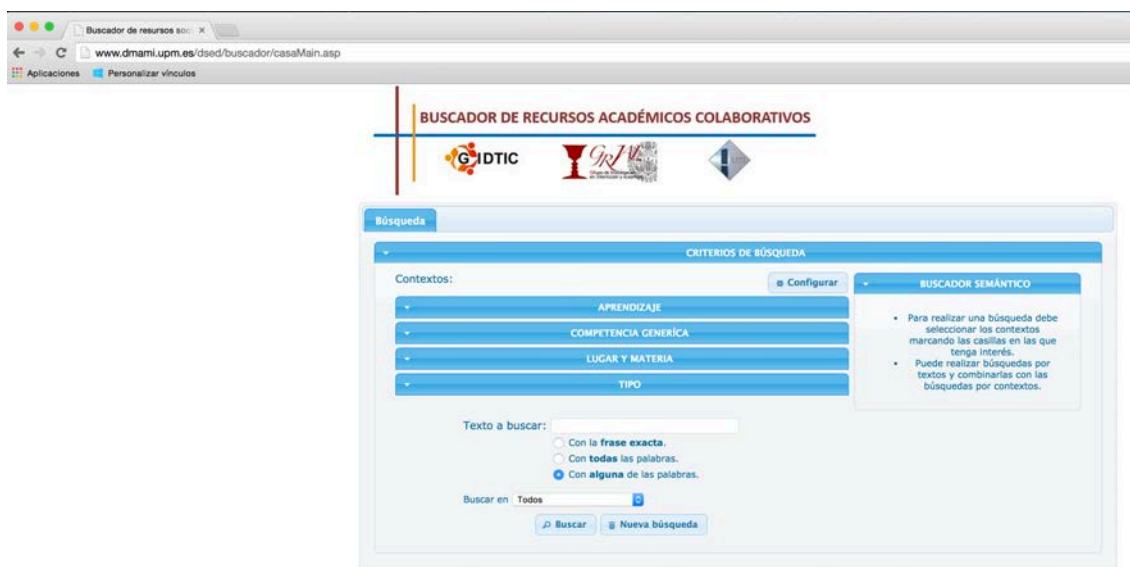 Buscador de resursos soci
www.dmami.upm.es/dsed/buscador/casaMain.asp
Aplicaciones Personalizar vínculos
BUSCADOR DE RECURSOS ACADÉMICOS COLABORATIVOS
GIDTIC GRIAL
Búsqueda
CRITERIOS DE BÚSQUEDA
Contextos:
Configurar
APRENDIZAJE
COMPETENCIA GENERÍCA
LUGAR Y MATERIA
TIPO
BUSCADOR SEMÁNTICO
• Para realizar una búsqueda debe
seleccionar los contextos
marcando las casillas en las que
tenga interés.
• Puede realizar búsquedas por
textos y combinarlas con las
búsquedas por contextos.
Texto a buscar:
Con la frase exacta.
Con todas las palabras.
Con alguna de las palabras.
Buscar en Todos
Buscar Nueva búsqueda